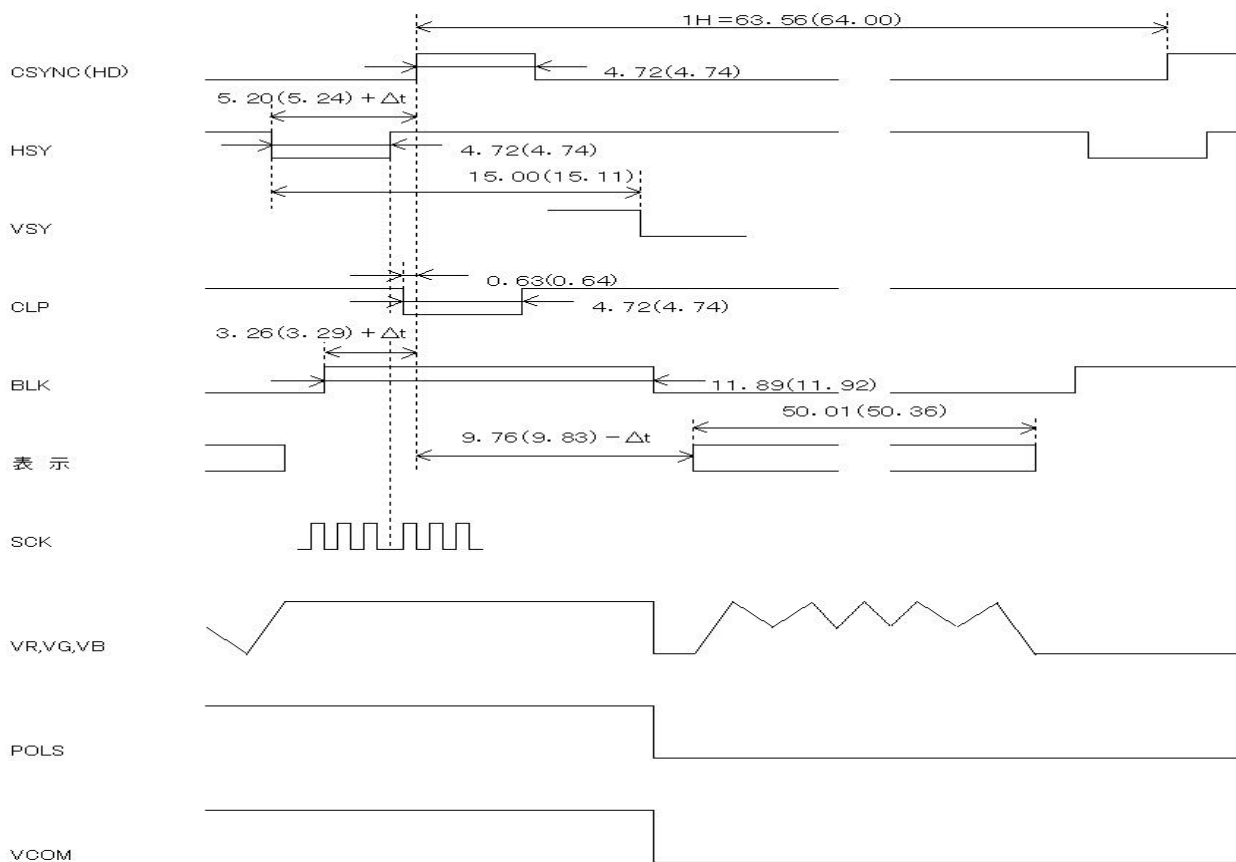 1H=63.56(64.00)
CSYNC(HD)
4.72(4.74)
5.20(5.24)+Δt
HSY
4.72(4.74)
15.00(15.11)
VSY
0.63(0.64)
CLP
4.72(4.74)
3.26(3.29)+Δt
BLK
11.89(11.92)
50.01(50.36)
9.76(9.83)-Δt
表 示
SCK
VR,VG,VB
POLS
VCOM